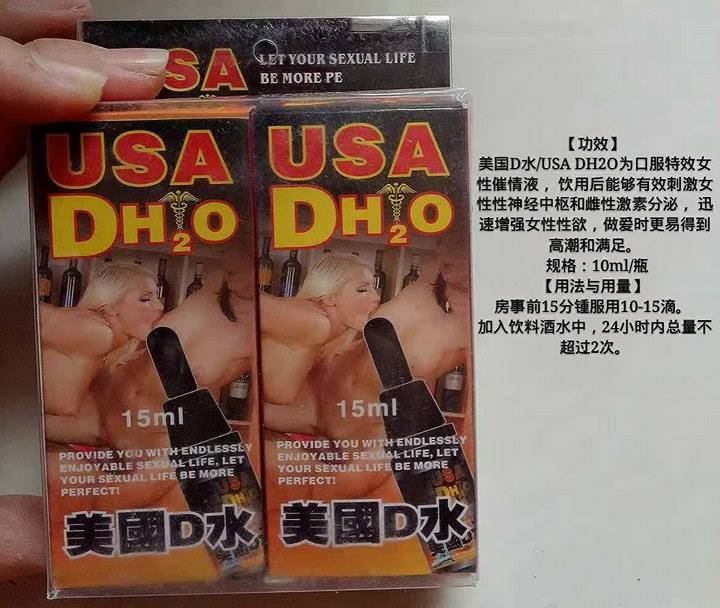 USA
LET YOUR SEXUAL LIFE
BE MORE PE
USA
DH2O
15ml
PROVIDE YOU WITH ENDLESSLY
ENJOYABLE SEXUAL LIFE, LET
YOUR SEXUAL LIFE BE MORE
PERFECT!
USA
DH2O
美國D水
USA
DH2O
15ml
PROVIDE YOU WITH ENDLESSLY
ENJOYABLE SEXUAL LIFE, LET
YOUR SEXUAL LIFE BE MORE
PERFECT!
USA
DH2O
美國D水
【功效】
美国D水/USA DH2O为口服特效女
性催情液，饮用后能够有效刺激女
性性神经中枢和雌性激素分泌，迅
速增强女性性欲，做爱时更易得到
高潮和满足。
规格：10ml/瓶
【用法与用量】
房事前15分锺服用10-15滴。
加入饮料酒水中，24小时内总量不
超过2次。